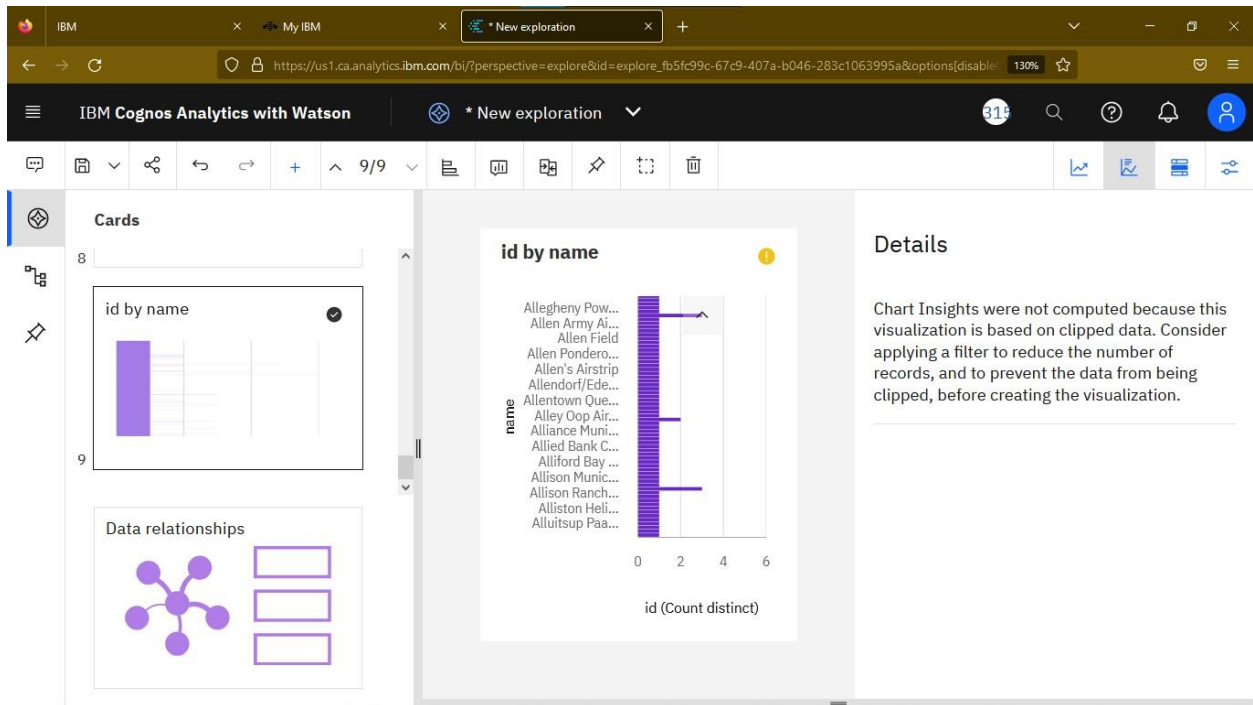 IBM
My IBM
* New exploration
https://us1.ca.analytics.ibm.com/bi/?perspective=explore&id=explore_fb5fc99c-67c9-407a-b046-283c1063995a&options[disable
130%
IBM Cognos Analytics with Watson
* New exploration
315
9/9
Cards
8
id by name
9
Data relationships
id by name
name
Allegheny Pow...
Allen Army Ai...
Allen Field
Allen Pondero...
Allen's Airstrip
Allendorf/Ede...
Allentown Que...
Alley Oop Air...
Alliance Muni...
Allied Bank C...
Alliford Bay ...
Allison Munic...
Allison Ranch...
Alliston Heli...
Alluitsup Paa...
0 2 4 6
id (Count distinct)
Details
Chart Insights were not computed because this
visualization is based on clipped data. Consider
applying a filter to reduce the number of
records, and to prevent the data from being
clipped, before creating the visualization.